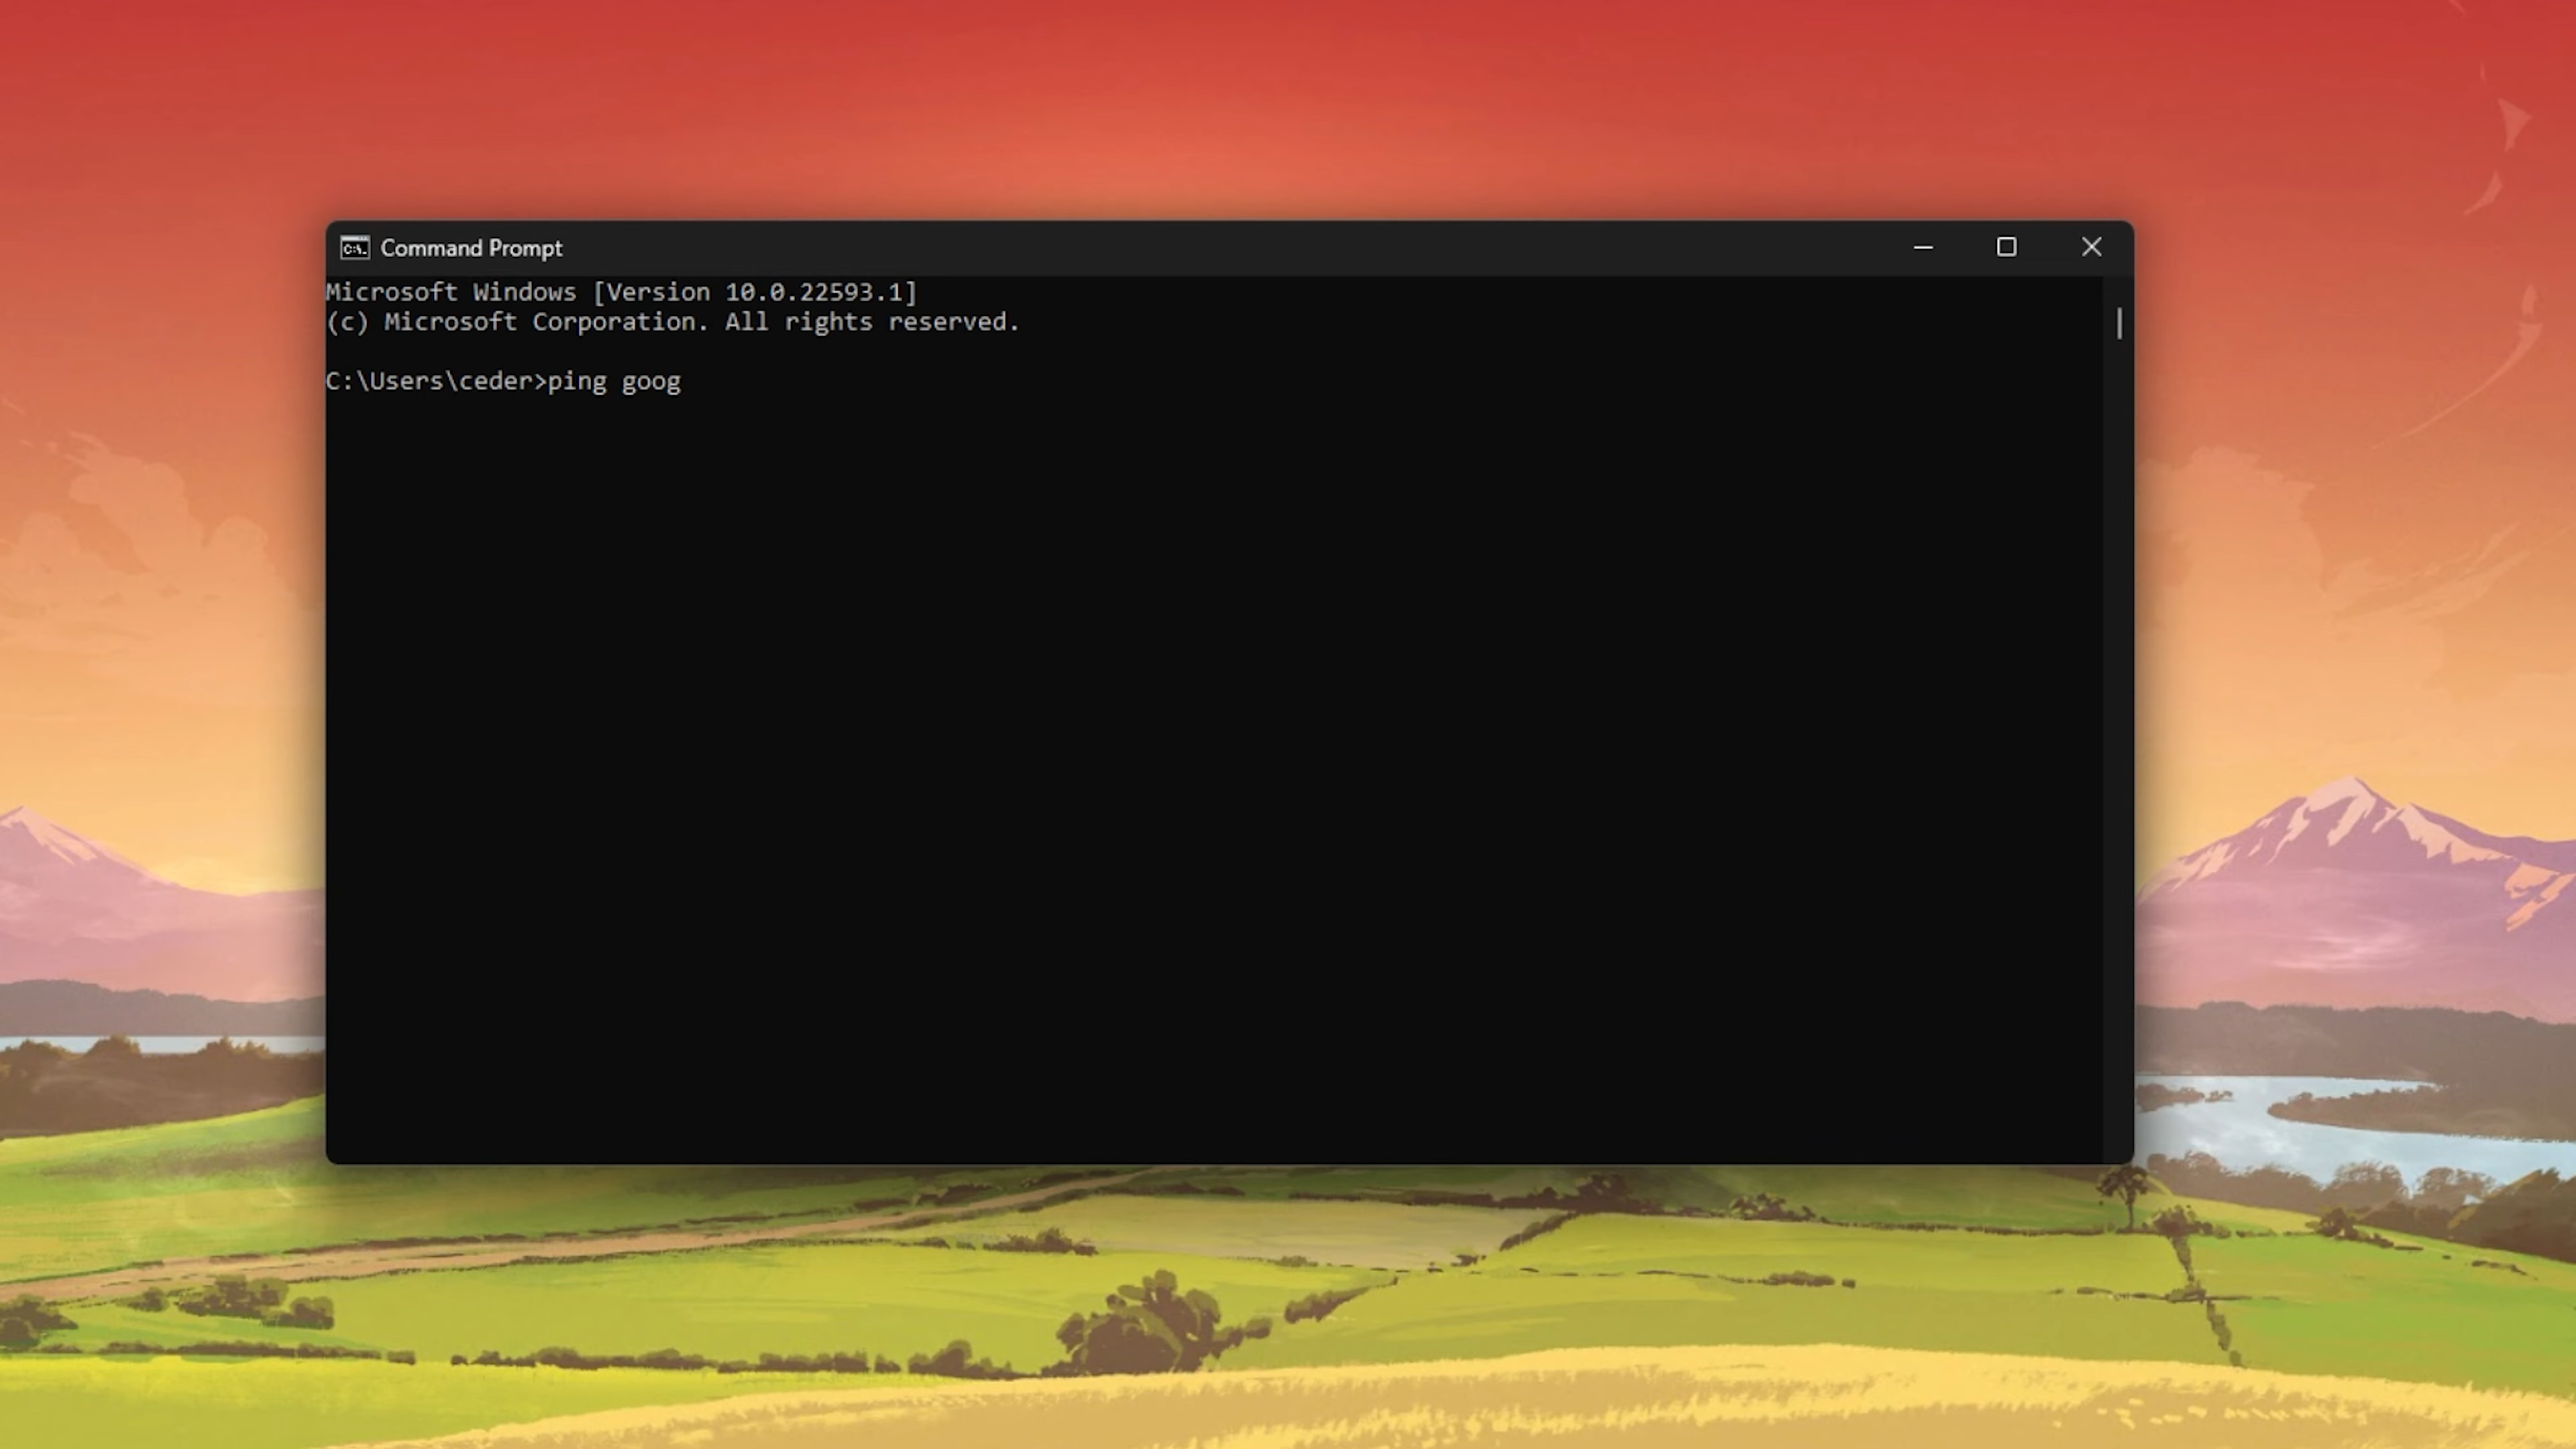 Command Prompt
Microsoft Windows [Version 10.0.22593.1]
(c) Microsoft Corporation. All rights reserved.
C:\Users\ceder>ping goog